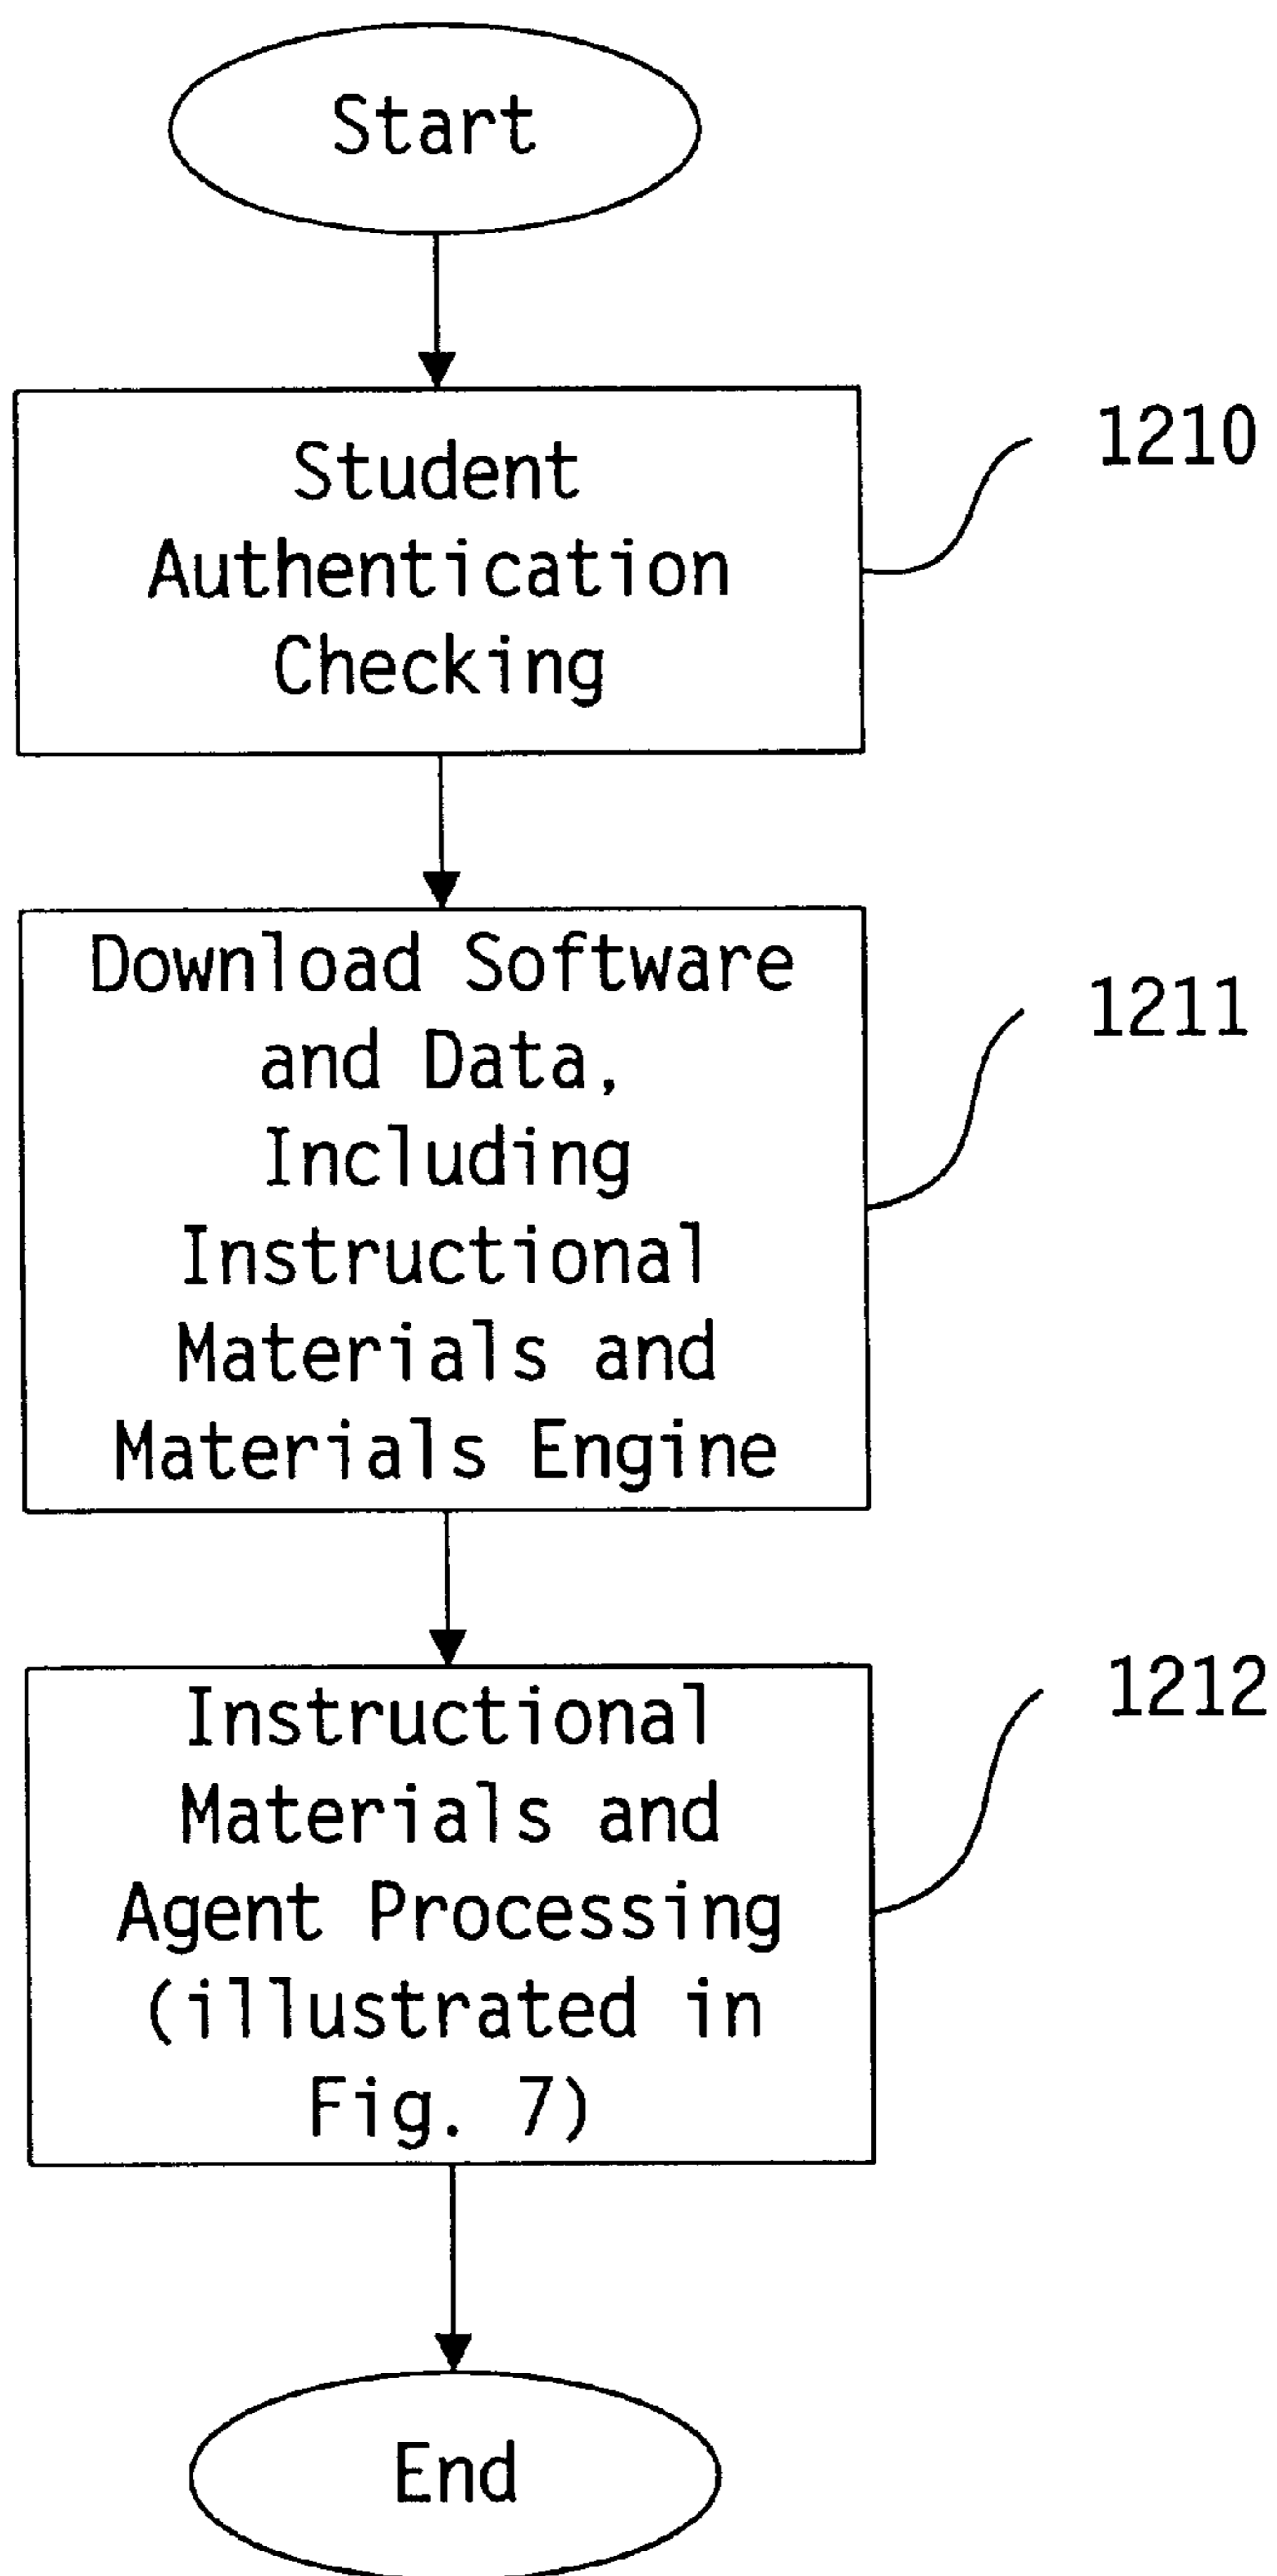 Start
Student
Authentication
Checking
1210
Download Software
and Data,
Including
Instructional
Materials and
Materials Engine
1211
Instructional
Materials and
Agent Processing
(illustrated in
Fig. 7)
1212
End